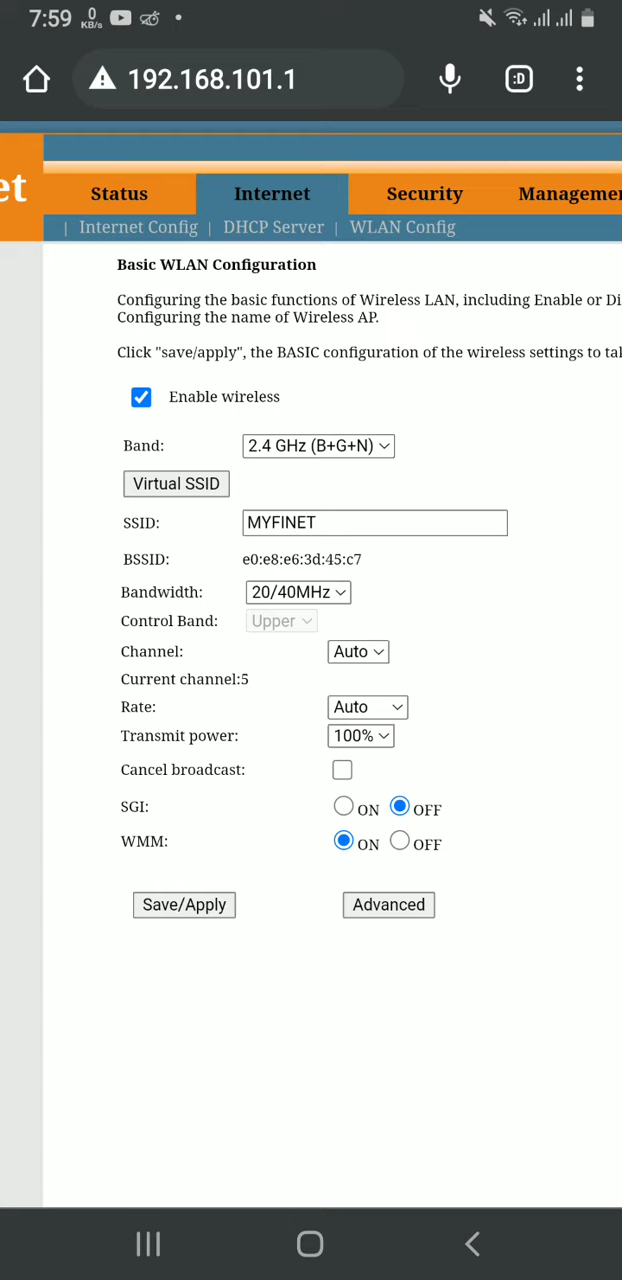 7:59 0 KB/s
192.168.101.1 :D
et
Status Internet Security Managemen
| Internet Config | DHCP Server | WLAN Config
Basic WLAN Configuration
Configuring the basic functions of Wireless LAN, including Enable or Di
Configuring the name of Wireless AP.
Click "save/apply", the BASIC configuration of the wireless settings to tak
Enable wireless
Band: 2.4 GHz (B+G+N)
Virtual SSID
SSID: MYFINET
BSSID: e0:e8:e6:3d:45:c7
Bandwidth: 20/40MHz
Control Band: Upper
Channel: Auto
Current channel:5
Rate: Auto
Transmit power: 100%
Cancel broadcast:
SGI: ON OFF
WMM: ON OFF
Save/Apply Advanced